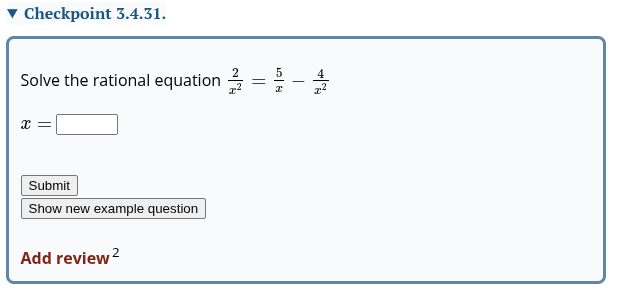 ▼ Checkpoint 3.4.31.
Solve the rational equation \frac{2}{x^2} = \frac{5}{x} - \frac{4}{x^2}
x =
Submit
Show new example question
Add review 2